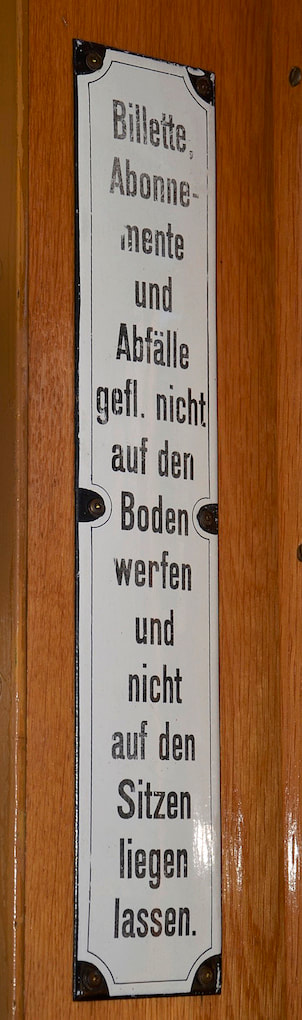 Billette,
Abonne-
mente
und
Abfälle
gefl. nicht
auf den
Boden
werfen
und
nicht
auf den
Sitzen
liegen
lassen.